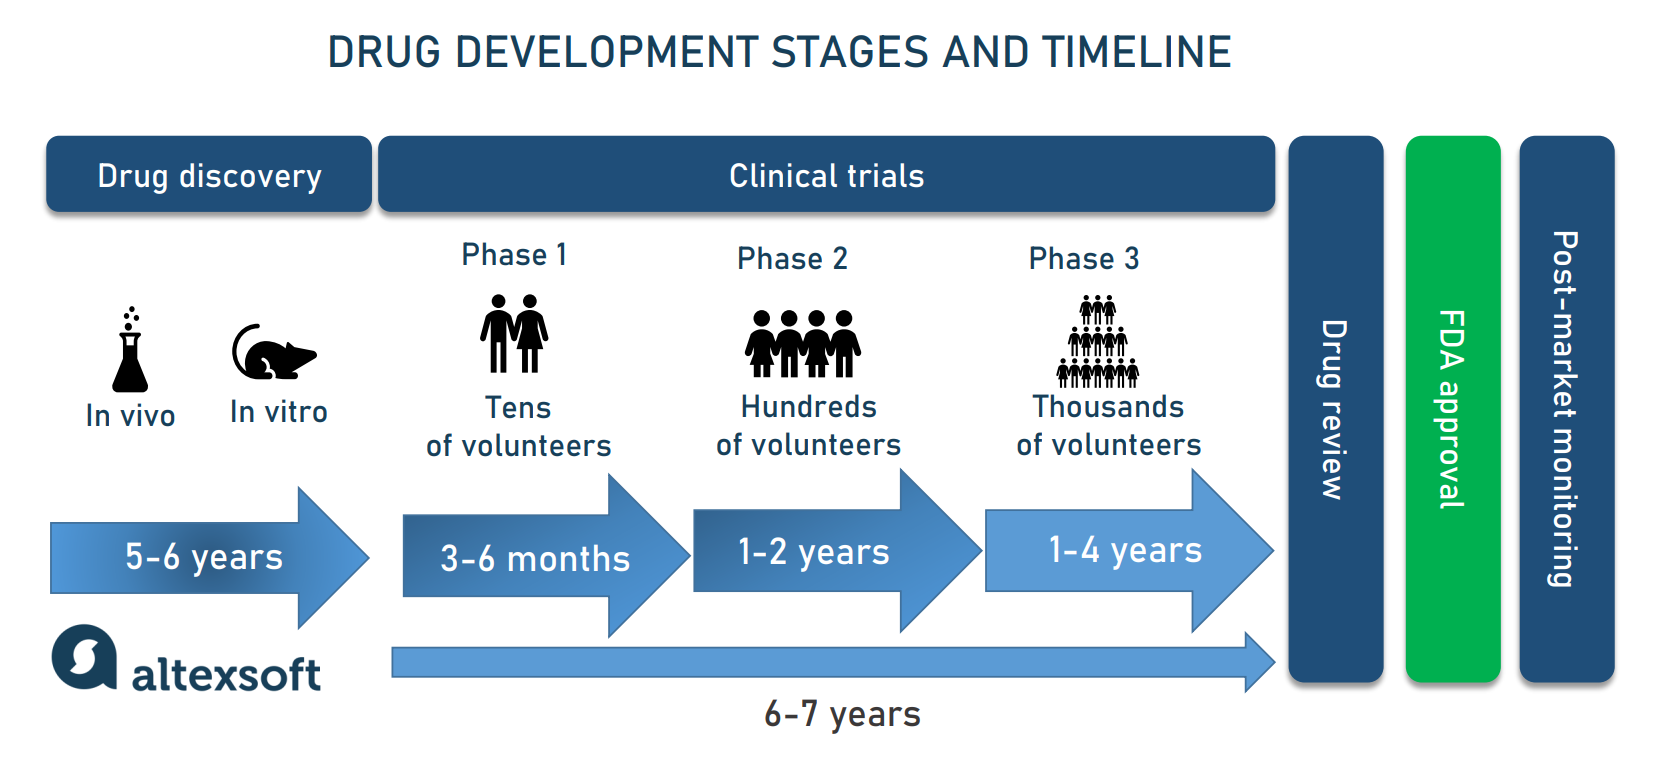 DRUG DEVELOPMENT STAGES AND TIMELINE
Drug discovery
Clinical trials
Phase 1
Phase 2
Phase 3
In vivo
In vitro
Tens
of volunteers
Hundreds
of volunteers
Thousands
of volunteers
5-6 years
3-6 months
1-2 years
1-4 years
6-7 years
Drug review
FDA approval
Post-market monitoring
altexsoft